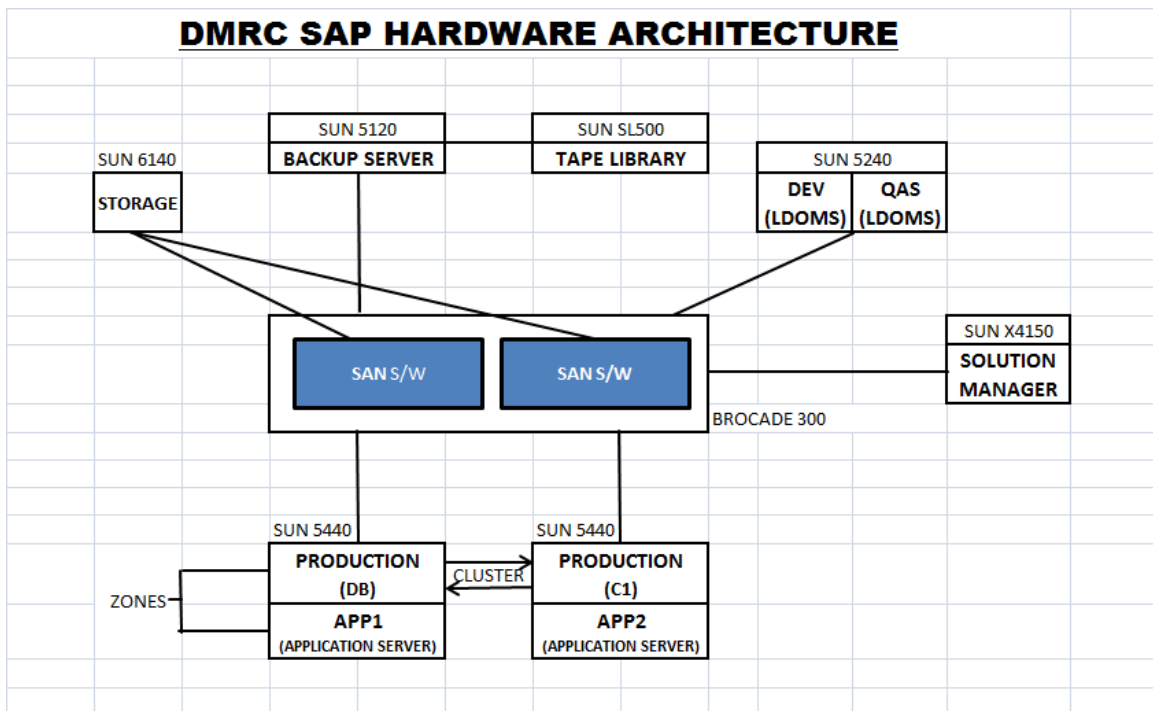 DMRC SAP HARDWARE ARCHITECTURE
SUN 5120
BACKUP SERVER
SUN SL500
TAPE LIBRARY
SUN 6140
STORAGE
SUN 5240
DEV
(LDOMS)
QAS
(LDOMS)
SAN S/W
SAN S/W
SUN X4150
SOLUTION
MANAGER
BROCADE 300
SUN 5440
PRODUCTION
(DB)
APP1
(APPLICATION SERVER)
CLUSTER
SUN 5440
PRODUCTION
(C1)
APP2
(APPLICATION SERVER)
ZONES